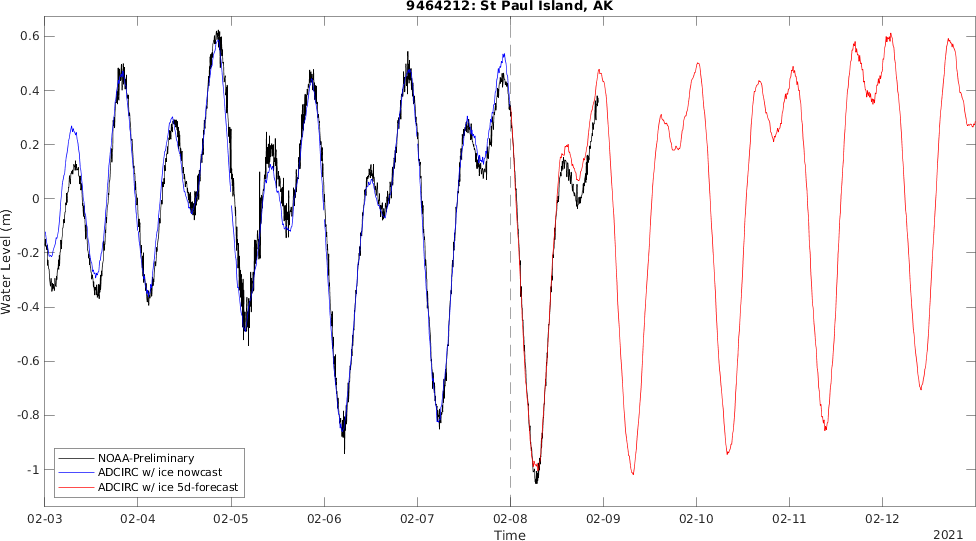 9464212: St Paul Island, AK
Water Level (m)
0.6
0.4
0.2
0
-0.2
-0.4
-0.6
-0.8
-1
NOAA-Preliminary
ADCIRC w/ ice nowcast
ADCIRC w/ ice 5d-forecast
02-03 02-04 02-05 02-06 02-07 02-08 02-09 02-10 02-11 02-12
Time
2021